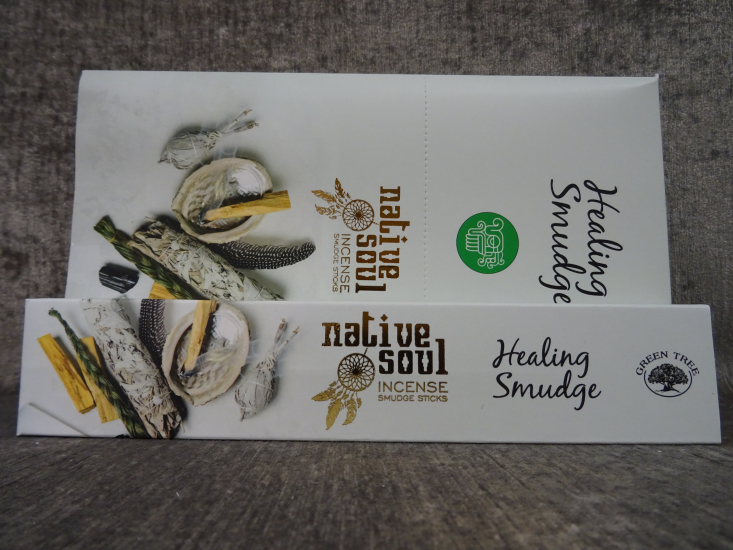 native
soul
INCENSE
SMUDGE STICKS
Healing
Smudge
native
soul
INCENSE
SMUDGE STICKS
Healing
Smudge
GREEN TREE